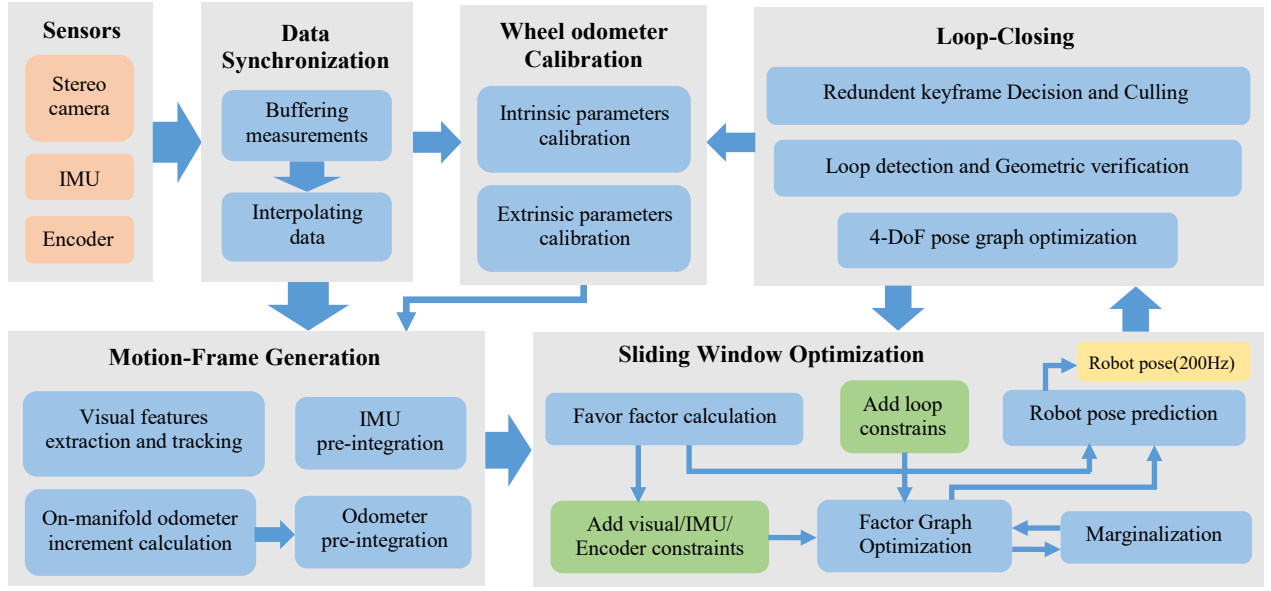 Sensors
Stereo
camera
IMU
Encoder
Data
Synchronization
Buffering
measurements
Interpolating
data
Wheel odometer
Calibration
Intrinsic parameters
calibration
Extrinsic parameters
calibration
Loop-Closing
Redundent keyframe Decision and Culling
Loop detection and Geometric verification
4-DoF pose graph optimization
Motion-Frame Generation
Visual features
extraction and tracking
IMU
pre-integration
On-manifold odometer
increment calculation
Odometer
pre-integration
Sliding Window Optimization
Robot pose(200Hz)
Favor factor calculation
Add loop
constrains
Robot pose prediction
Add visual/IMU/
Encoder constraints
Factor Graph
Optimization
Marginalization